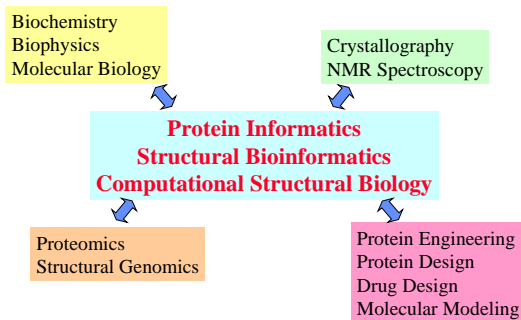 Biochemistry
Biophysics
Molecular Biology
Crystallography
NMR Spectroscopy
Protein Informatics
Structural Bioinformatics
Computational Structural Biology
Proteomics
Structural Genomics
Protein Engineering
Protein Design
Drug Design
Molecular Modeling